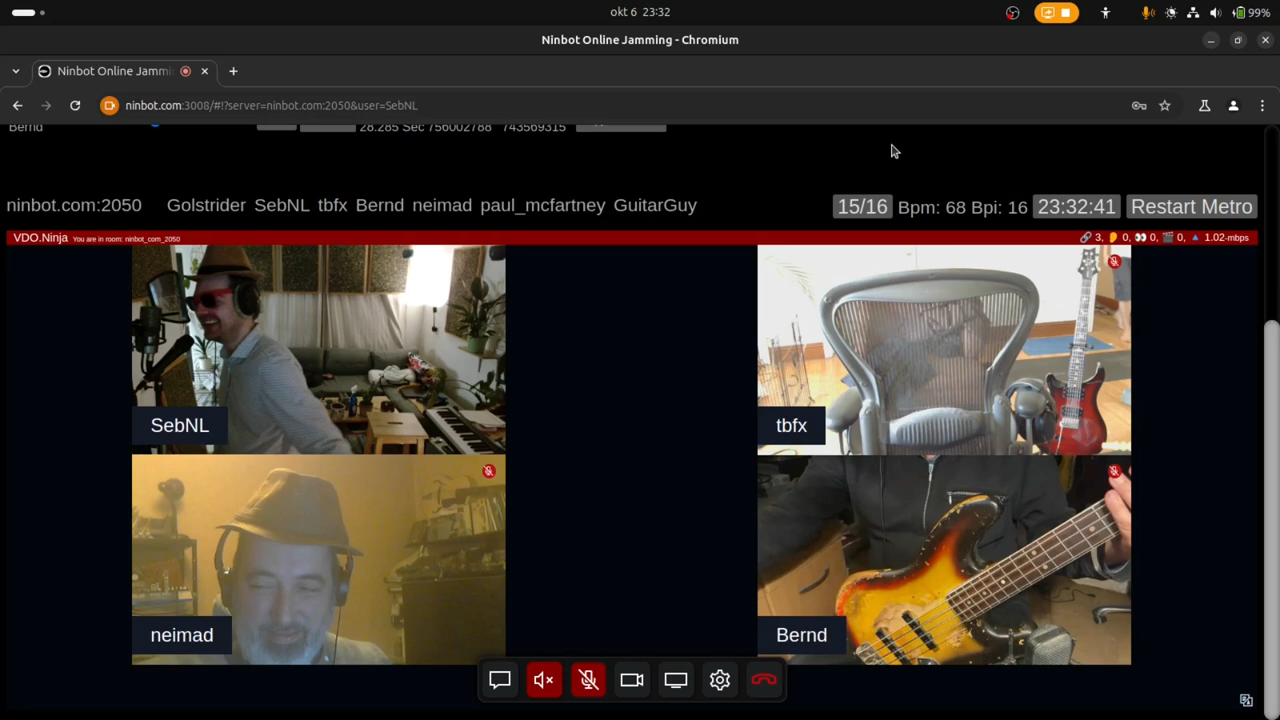 okt 6 23:32
99%
Ninbot Online Jamming - Chromium
Ninbot Online Jammi
ninbot.com:3008/#!?server=ninbot.com:2050&user=SebNL
Bernd 28.285 Sec 756002788 743569315
ninbot.com:2050 Golstrider SebNL tbfx Bernd neimad paul_mcfartney GuitarGuy 15/16 Bpm: 68 Bpi: 16 23:32:41 Restart Metro
VDO.Ninja You are in room: ninbot_com_2050 3, 0, 0, 0, 1.02-mbps
SebNL
tbfx
neimad
Bernd